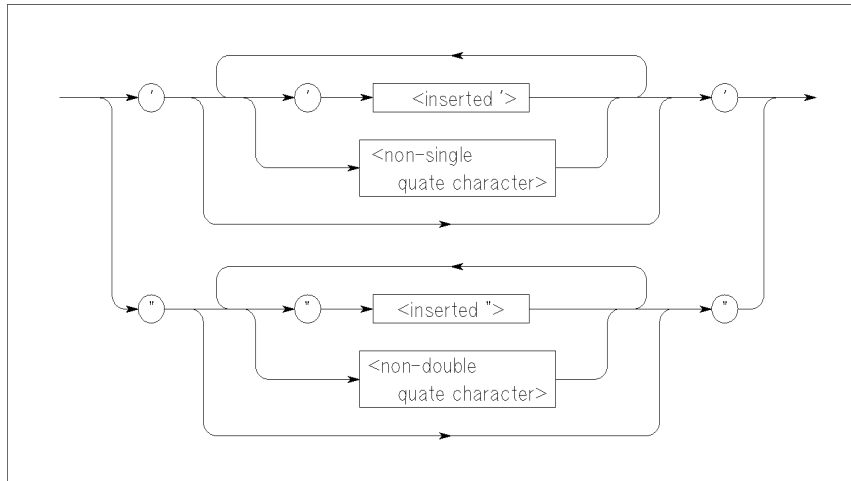 ' ' <inserted '> '
<non-single
quate character>
" " <inserted "> "
<non-double
quate character>